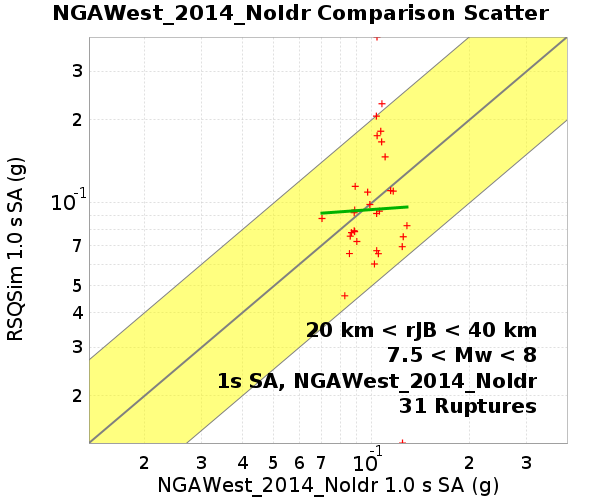 NGAWest_2014_NoIdr Comparison Scatter
RSQSim 1.0 s SA (g)
3
2
10-1
7
5
4
3
2
20 km < rJB < 40 km
7.5 < Mw < 8
1s SA, NGAWest_2014_NoIdr
31 Ruptures
2 3 4 5 6 7 10-1 2 3
NGAWest_2014_NoIdr 1.0 s SA (g)